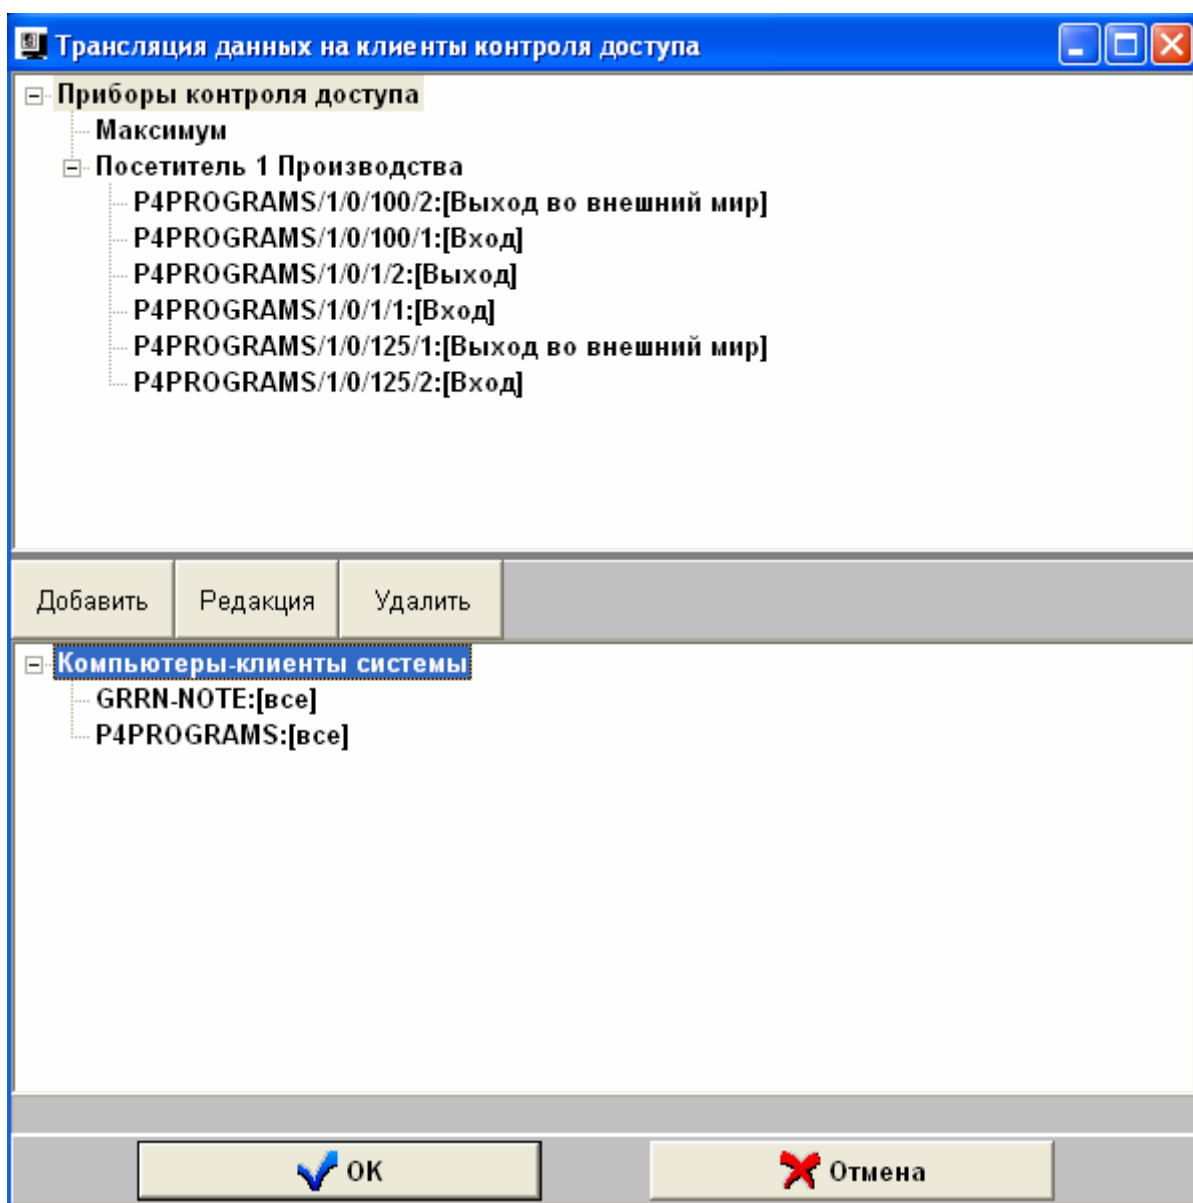 Трансляция данных на клиенты контроля доступа
Приборы контроля доступа
Максимум
Посетитель 1 Производства
P4PROGRAMS/1/0/100/2:[Выход во внешний мир]
P4PROGRAMS/1/0/100/1:[Вход]
P4PROGRAMS/1/0/1/2:[Выход]
P4PROGRAMS/1/0/1/1:[Вход]
P4PROGRAMS/1/0/125/1:[Выход во внешний мир]
P4PROGRAMS/1/0/125/2:[Вход]
Добавить Редакция Удалить
Компьютеры-клиенты системы
GRRN-NOTE:[все]
P4PROGRAMS:[все]
OK Отмена